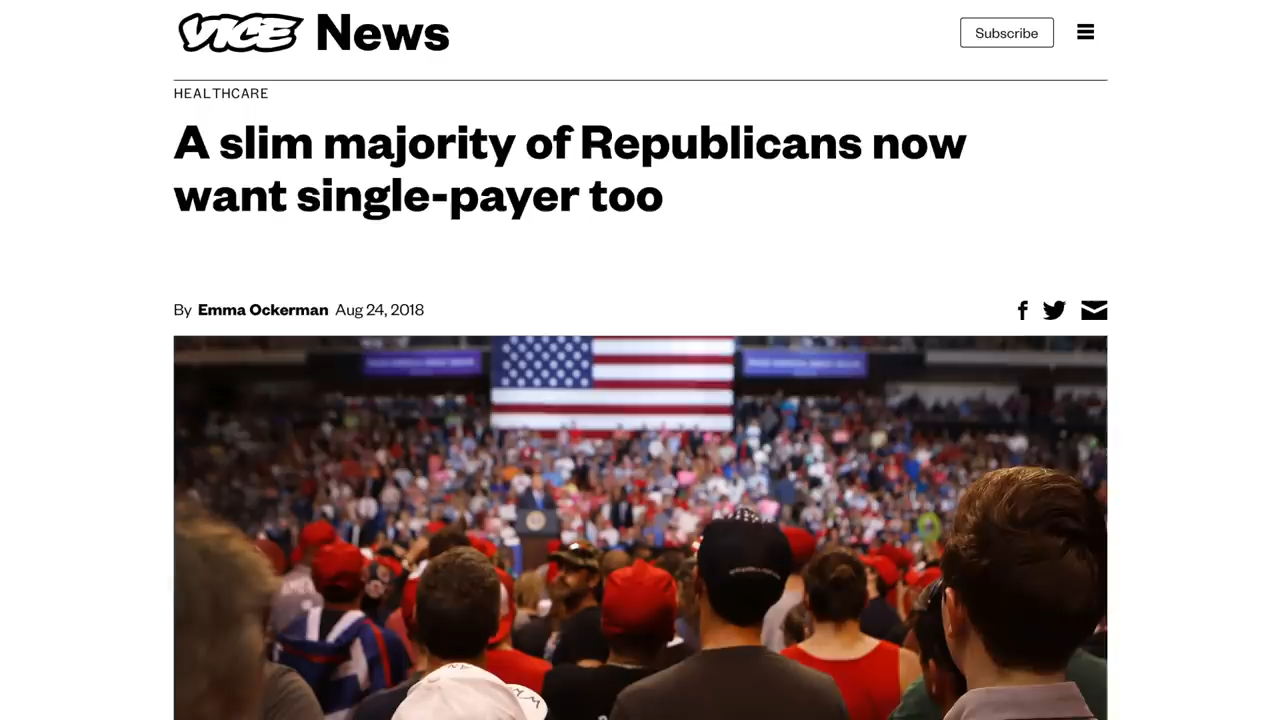 VICE News
Subscribe
HEALTHCARE
A slim majority of Republicans now
want single-payer too
By Emma Ockerman Aug 24, 2018